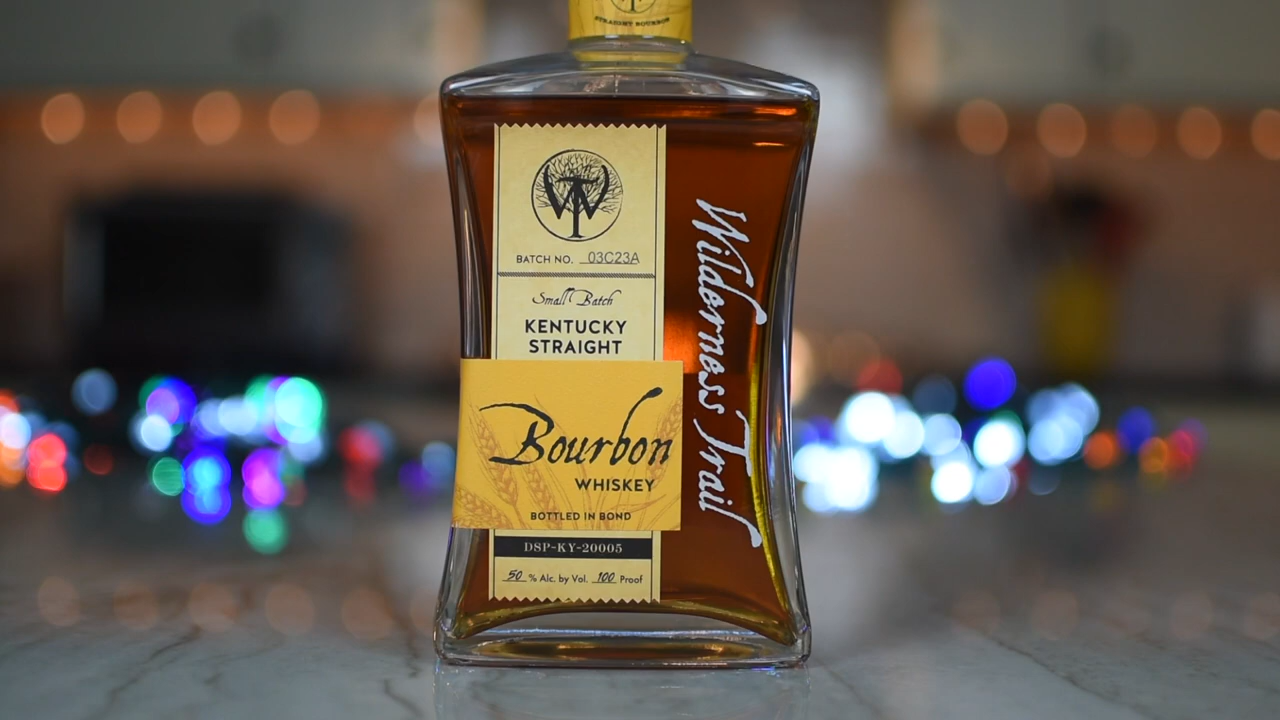 STRAIGHT BOURBON
WT
BATCH NO. 03C23A
Small Batch
KENTUCKY
STRAIGHT
Bourbon
WHISKEY
BOTTLED IN BOND
DSP-KY-20005
50 % Alc. by Vol. 100 Proof
Wilderness Trail